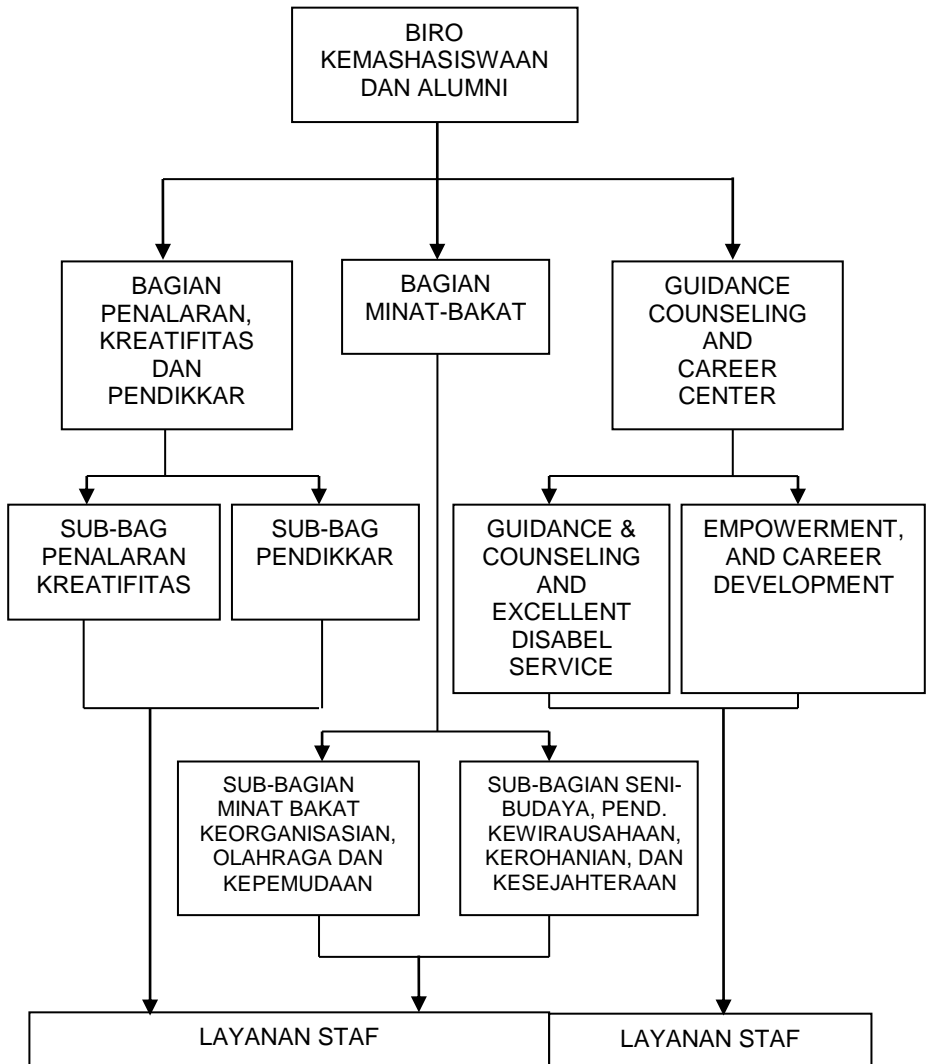 BIRO
KEMASHASISWAAN
DAN ALUMNI
BAGIAN
PENALARAN,
KREATIFITAS
DAN
PENDIKKAR
BAGIAN
MINAT-BAKAT
GUIDANCE
COUNSELING
AND
CAREER
CENTER
SUB-BAG
PENALARAN
KREATIFITAS
SUB-BAG
PENDIKKAR
GUIDANCE &
COUNSELING
AND
EXCELLENT
DISABEL
SERVICE
EMPOWERMENT,
AND CAREER
DEVELOPMENT
SUB-BAGIAN
MINAT BAKAT
KEORGANISASIAN,
OLAHRAGA DAN
KEPEMUDAAN
SUB-BAGIAN SENI-
BUDAYA, PEND.
KEWIRAUSAHAAN,
KEROHANIAN, DAN
KESEJAHTERAAN
LAYANAN STAF
LAYANAN STAF